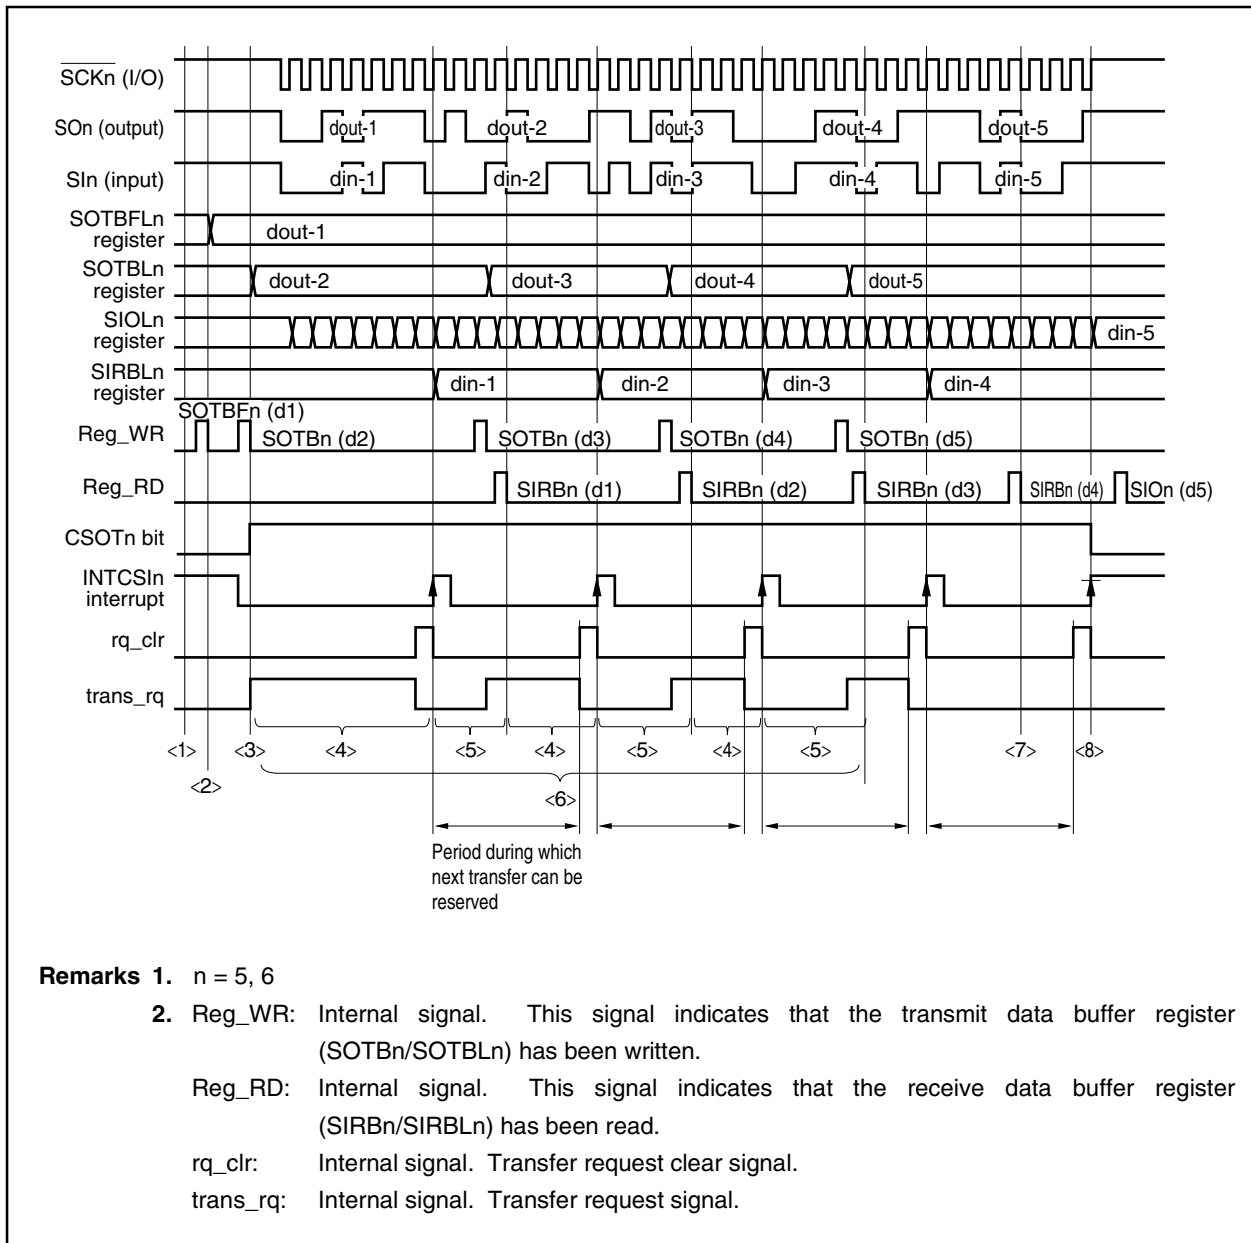 SCKn (I/O)
SOn (output) dout-1 dout-2 dout-3 dout-4 dout-5
SIn (input) din-1 din-2 din-3 din-4 din-5
SOTBFLn
register
dout-1
SOTBLn
register
dout-2 dout-3 dout-4 dout-5
SIOLn
register
din-5
SIRBLn
register
din-1 din-2 din-3 din-4
SOTBFn (d1)
Reg_WR SOTBn (d2) SOTBn (d3) SOTBn (d4) SOTBn (d5)
Reg_RD SIRBn (d1) SIRBn (d2) SIRBn (d3) SIRBn (d4) SIOn (d5)
CSOTn bit
INTCSIn
interrupt
rq_clr
trans_rq
<1> <3> <4> <5> <4> <5> <4> <5> <7> <8>
<2>
<6>
Period during which
next transfer can be
reserved
Remarks 1. n = 5, 6
2. Reg_WR: Internal signal. This signal indicates that the transmit data buffer register
(SOTBn/SOTBLn) has been written.
Reg_RD: Internal signal. This signal indicates that the receive data buffer register
(SIRBn/SIRBLn) has been read.
rq_clr: Internal signal. Transfer request clear signal.
trans_rq: Internal signal. Transfer request signal.